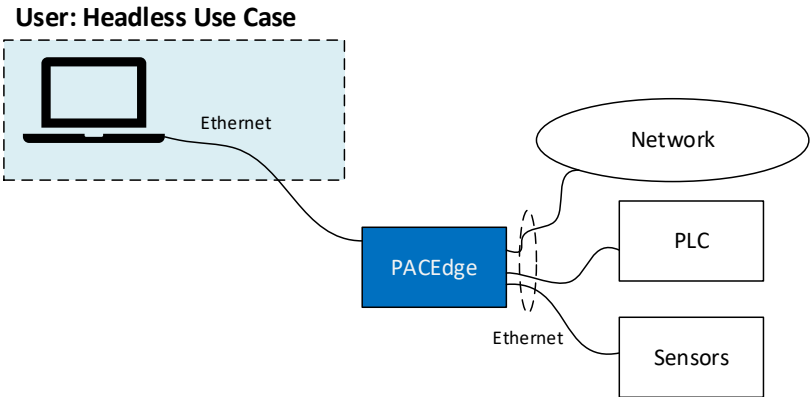 User: Headless Use Case
Ethernet
Network
PLC
PACEdge
Ethernet
Sensors